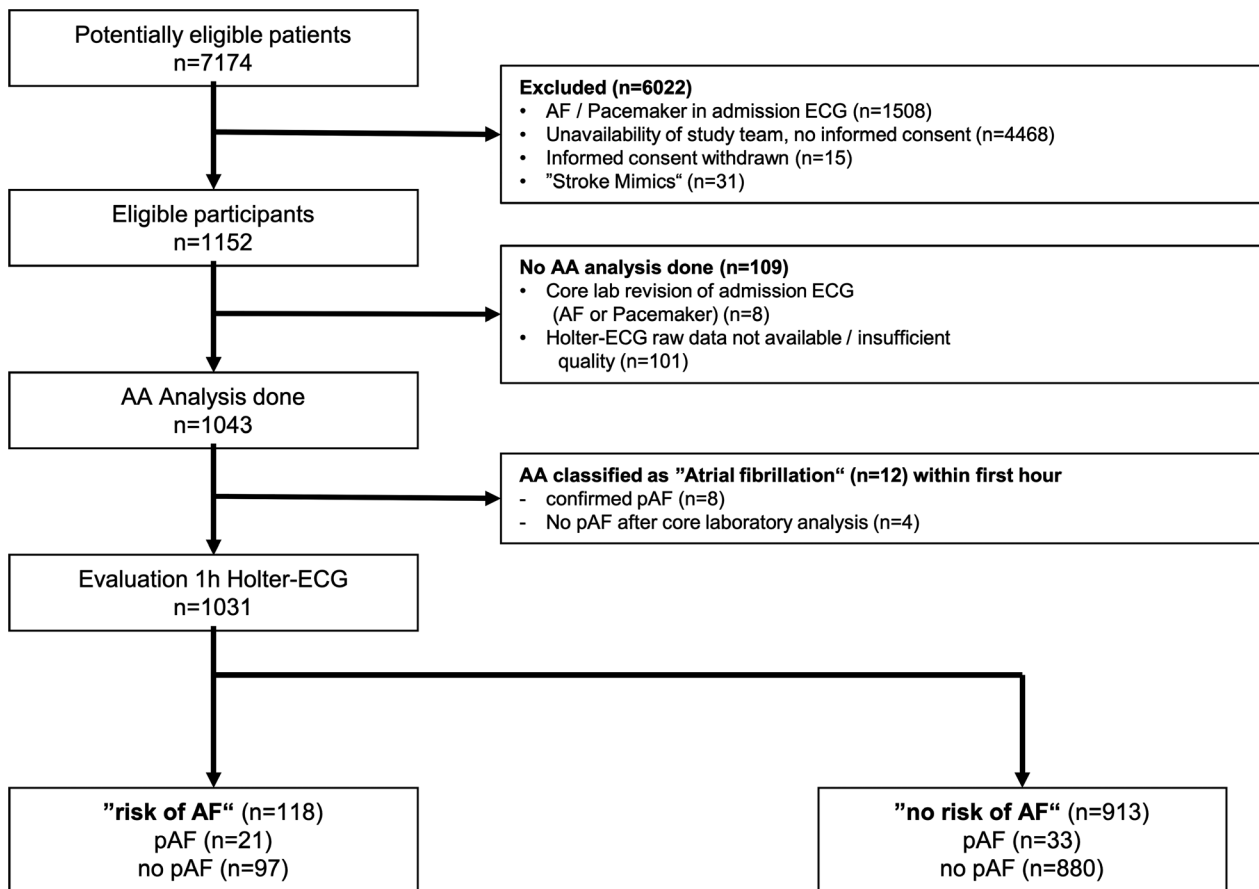 Potentially eligible patients
n=7174
Excluded (n=6022)
• AF / Pacemaker in admission ECG (n=1508)
• Unavailability of study team, no informed consent (n=4468)
• Informed consent withdrawn (n=15)
• ”Stroke Mimics“ (n=31)
Eligible participants
n=1152
No AA analysis done (n=109)
• Core lab revision of admission ECG
(AF or Pacemaker) (n=8)
• Holter-ECG raw data not available / insufficient
quality (n=101)
AA Analysis done
n=1043
AA classified as ”Atrial fibrillation“ (n=12) within first hour
- confirmed pAF (n=8)
- No pAF after core laboratory analysis (n=4)
Evaluation 1h Holter-ECG
n=1031
”risk of AF“ (n=118)
pAF (n=21)
no pAF (n=97)
”no risk of AF“ (n=913)
pAF (n=33)
no pAF (n=880)